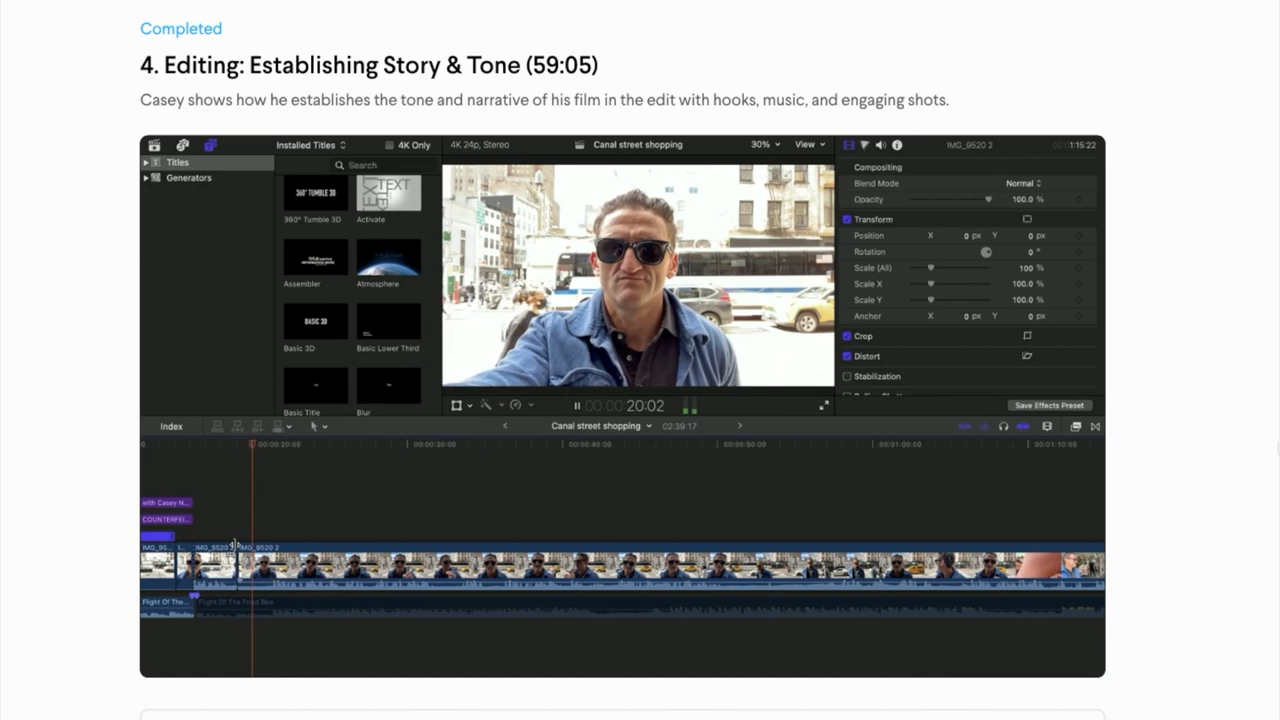 Completed
4. Editing: Establishing Story & Tone (59:05)
Casey shows how he establishes the tone and narrative of his film in the edit with hooks, music, and engaging shots.
Installed Titles 4K Only 4K 24p, Stereo Canal street shopping 30% View IMG_9520 2 1:15:22
Titles Search
Generators
Compositing
Blend Mode Normal
Opacity 100.0 %
Transform
Position X 0 px Y 0 px
Rotation 0 °
Scale (All) 100 %
Scale X 100.0 %
Scale Y 100.0 %
Anchor X 0 px Y 0 px
Crop
Distort
Stabilization
Save Effects Preset
360° TUMBLE 3D TEXT
360° Tumble 3D Activate
Assembler Atmosphere
BASIC 3D
Basic 3D Basic Lower Third
Title
Basic Title Blur
00:00:20:02
Index Canal street shopping 02:39:17
00:00:20:00 00:00:30:00 00:00:40:00 00:00:50:00 00:01:00:00 00:01:10:00
with Casey N...
COUNTERFEI...
IMG_95... I... IMG_9520 2 IMG_9520 2
Flight Of The... Flight Of The Fried Bee